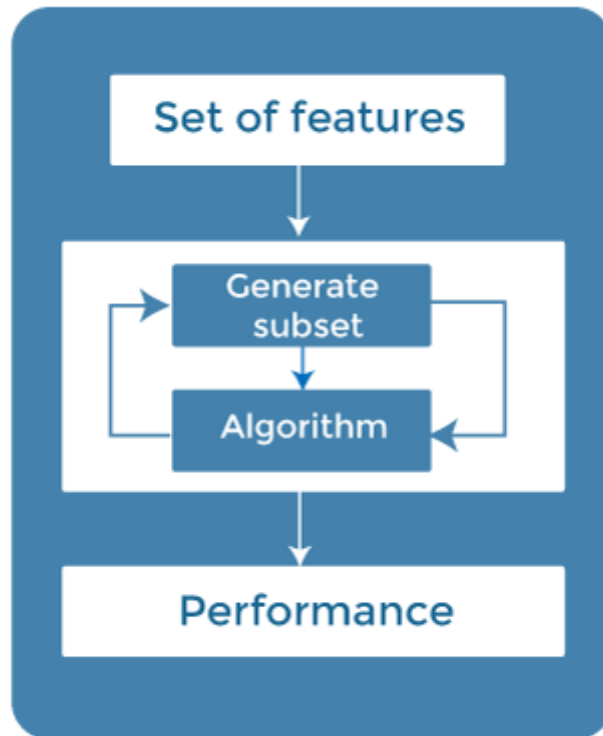 Set of features
Generate
subset
Algorithm
Performance